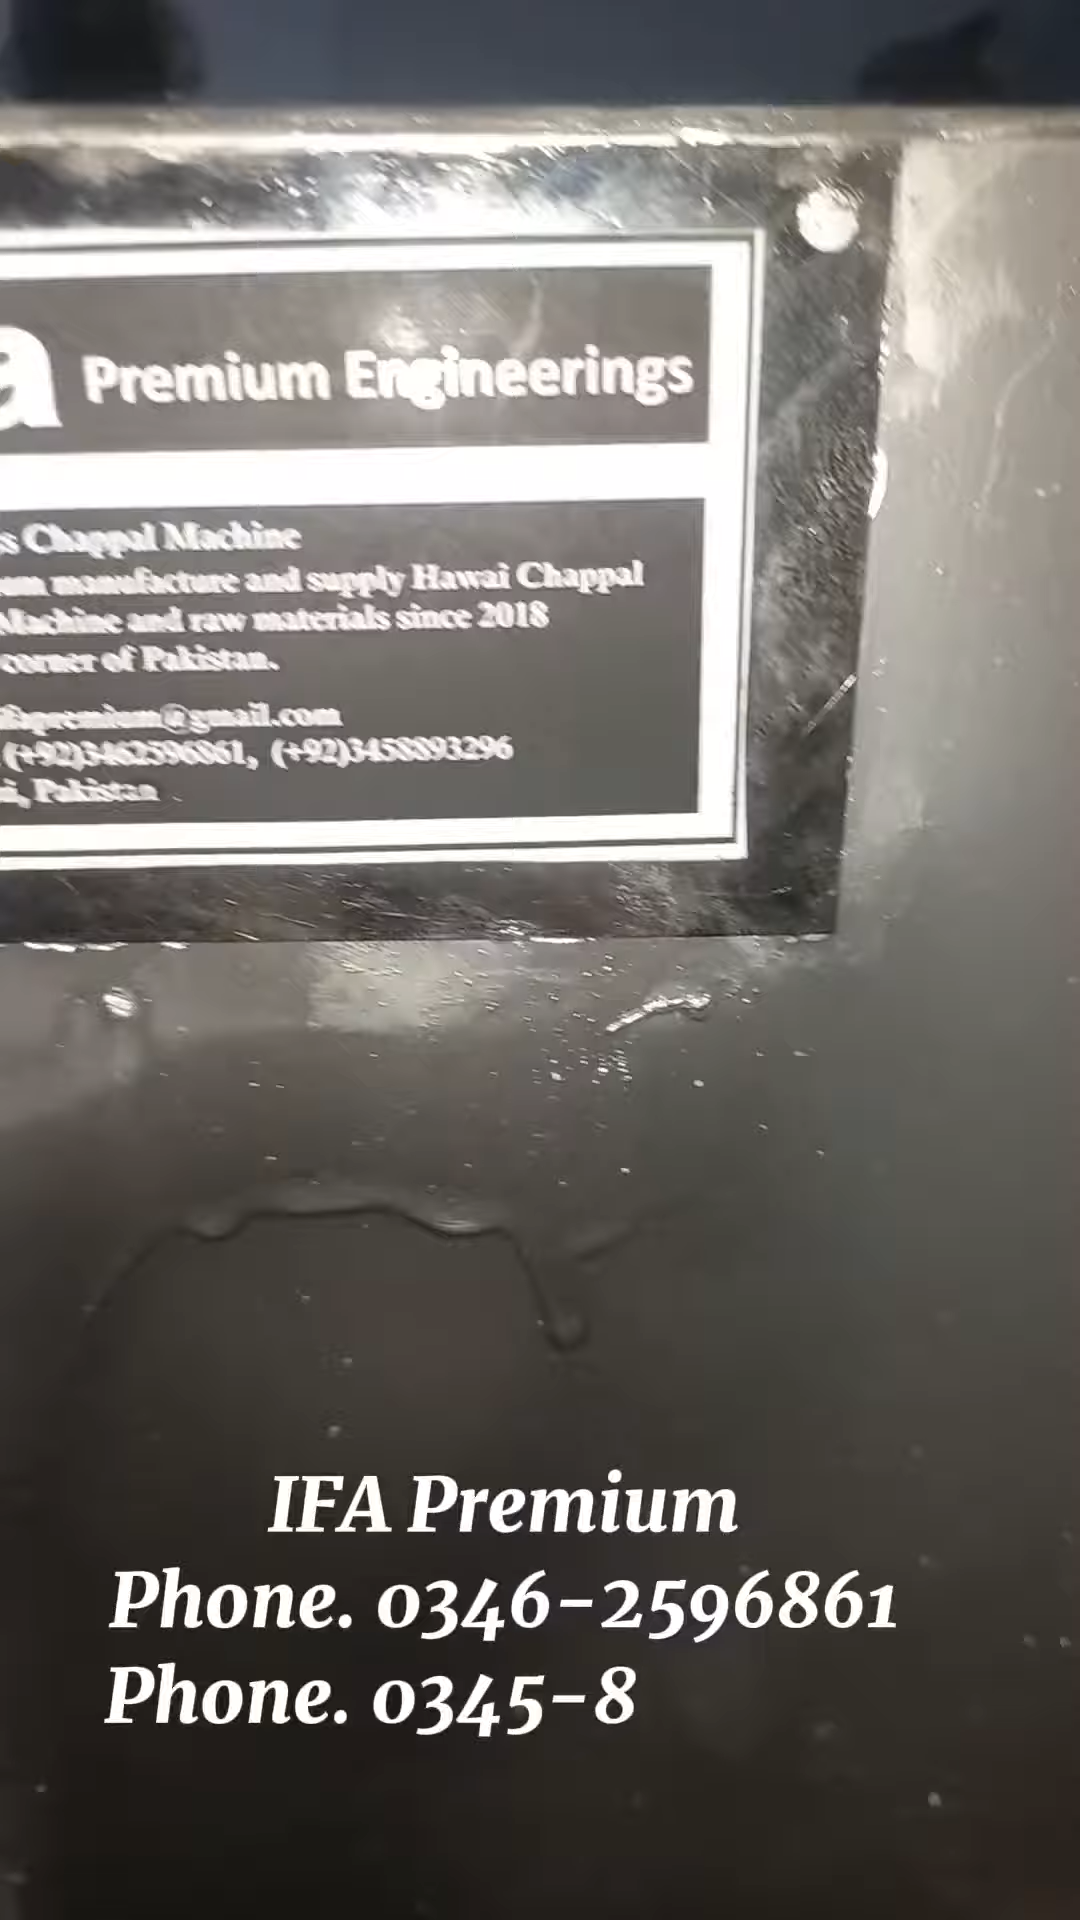 a Premium Engineerings
s Chappal Machine
um manufacture and supply Hawai Chappal
Machine and raw materials since 2018
corner of Pakistan.
ifapremium@gmail.com
(+92)3462596861, (+92)3458893296
i, Pakistan
IFA Premium
Phone. 0346-2596861
Phone. 0345-8